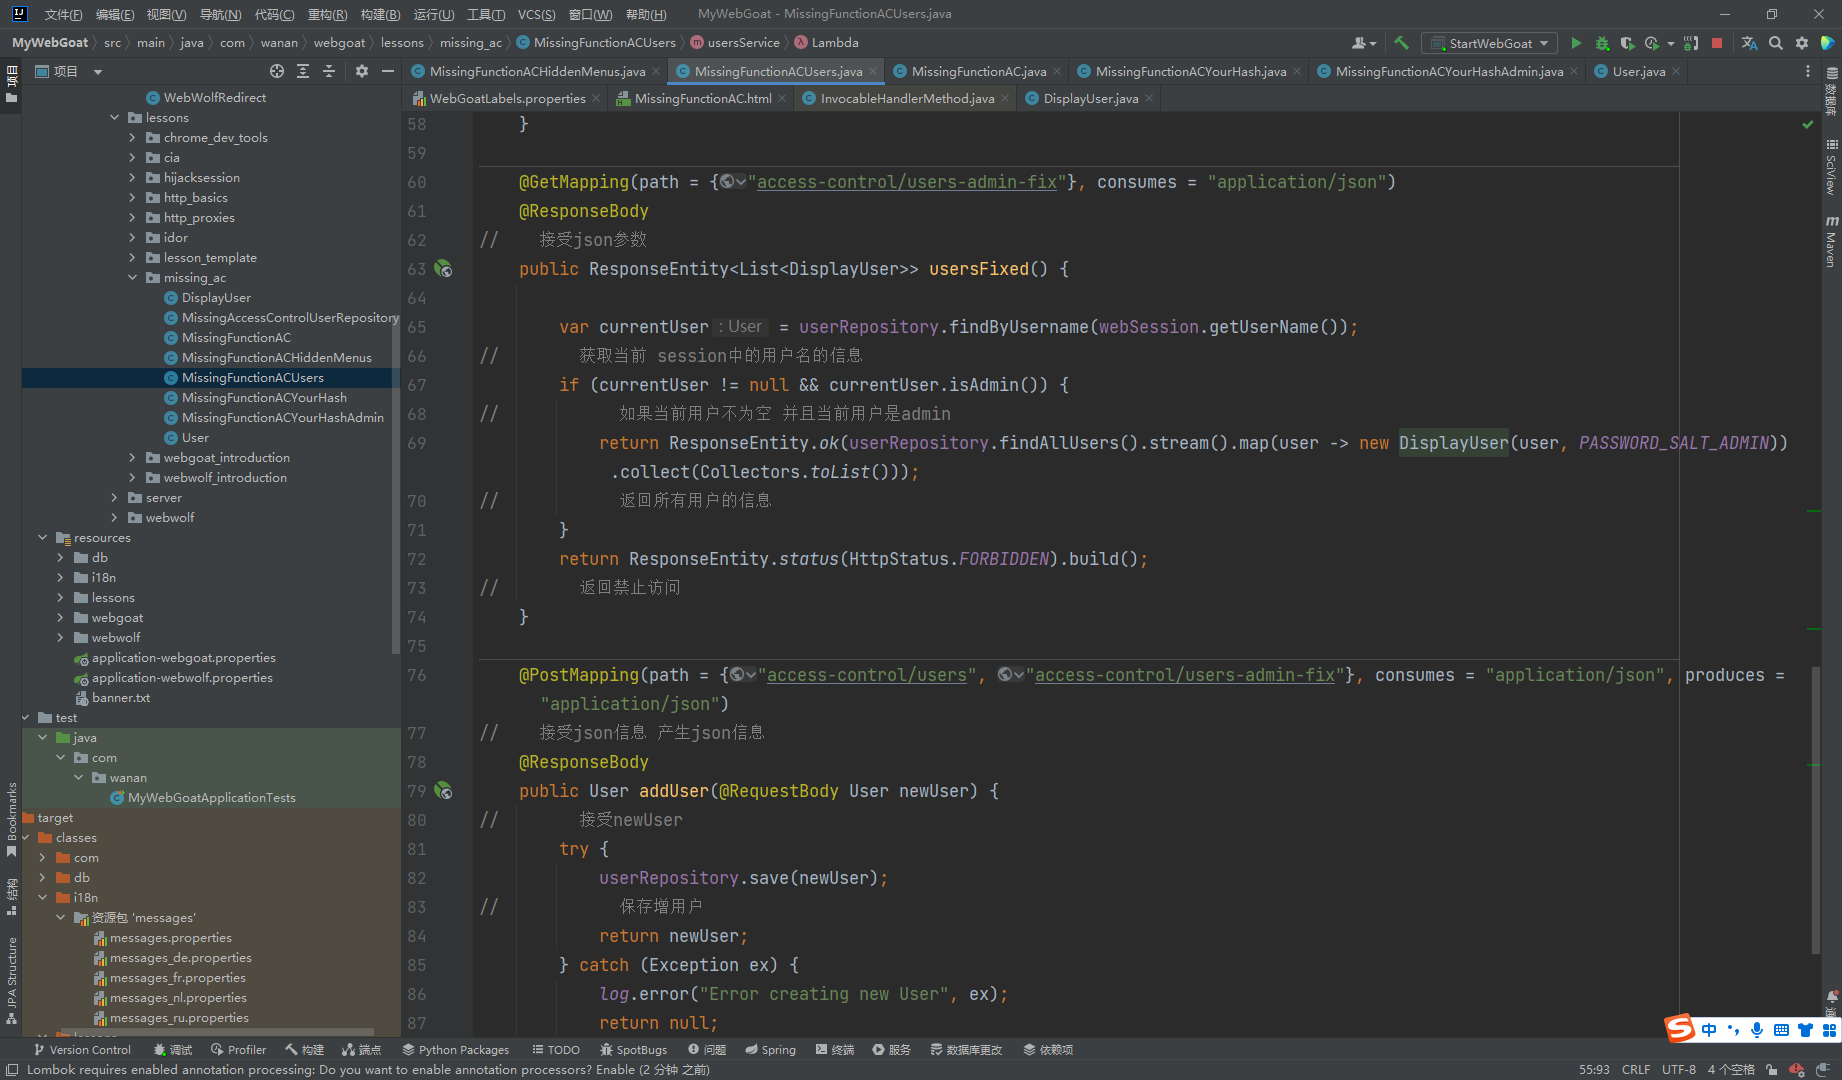 文件(F) 编辑(E) 视图(V) 导航(N) 代码(C) 重构(R) 构建(B) 运行(U) 工具(T) VCS(S) 窗口(W) 帮助(H) MyWebGoat - MissingFunctionACUsers.java
MyWebGoat src main java com wanan webgoat lessons missing_ac MissingFunctionACUsers usersService Lambda StartWebGoat
项目
项目
MissingFunctionACHiddenMenus.java MissingFunctionACUsers.java MissingFunctionAC.java MissingFunctionACYourHash.java MissingFunctionACYourHashAdmin.java User.java
WebGoatLabels.properties MissingFunctionAC.html InvocableHandlerMethod.java DisplayUser.java
WebWolfRedirect
lessons
chrome_dev_tools
cia
hijacksession
http_basics
http_proxies
idor
lesson_template
missing_ac
DisplayUser
MissingAccessControlUserRepository
MissingFunctionAC
MissingFunctionACHiddenMenus
MissingFunctionACUsers
MissingFunctionACYourHash
MissingFunctionACYourHashAdmin
User
webgoat_introduction
webwolf_introduction
server
webwolf
resources
db
i18n
lessons
webgoat
webwolf
application-webgoat.properties
application-webwolf.properties
banner.txt
test
java
com
wanan
MyWebGoatApplicationTests
target
classes
com
db
i18n
资源包 'messages'
messages.properties
messages_de.properties
messages_fr.properties
messages_nl.properties
messages_ru.properties
58 }
59
60 @GetMapping(path = {"access-control/users-admin-fix"}, consumes = "application/json")
61 @ResponseBody
62 // 接受json参数
63 public ResponseEntity<List<DisplayUser>> usersFixed() {
64
65 var currentUser : User = userRepository.findByUsername(webSession.getUserName());
66 // 获取当前 session中的用户名的信息
67 if (currentUser != null && currentUser.isAdmin()) {
68 // 如果当前用户不为空 并且当前用户是admin
69 return ResponseEntity.ok(userRepository.findAllUsers().stream().map(user -> new DisplayUser(user, PASSWORD_SALT_ADMIN))
.collect(Collectors.toList()));
70 // 返回所有用户的信息
71 }
72 return ResponseEntity.status(HttpStatus.FORBIDDEN).build();
73 // 返回禁止访问
74 }
75
76 @PostMapping(path = {"access-control/users", "access-control/users-admin-fix"}, consumes = "application/json", produces =
"application/json")
77 // 接受json信息 产生json信息
78 @ResponseBody
79 public User addUser(@RequestBody User newUser) {
80 // 接受newUser
81 try {
82 userRepository.save(newUser);
83 // 保存增用户
84 return newUser;
85 } catch (Exception ex) {
86 log.error("Error creating new User", ex);
87 return null;
数据库
SciView
Maven
Bookmarks
结构
JPA Structure
中
Version Control 调试 Profiler 构建 端点 Python Packages TODO SpotBugs 问题 Spring 终端 服务 数据库更改 依赖项
Lombok requires enabled annotation processing: Do you want to enable annotation processors? Enable (2 分钟 之前) 55:93 CRLF UTF-8 4 个空格